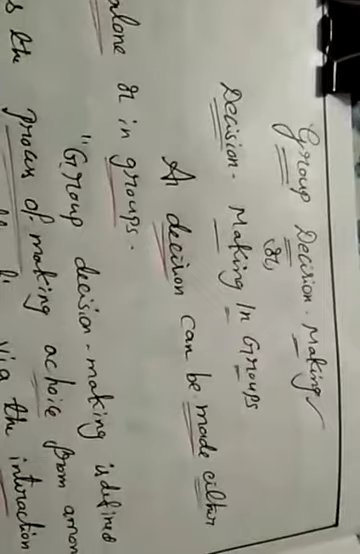 Group Decision-Making
or,
Decision-Making In Groups
A decision can be made either
alone or in groups.
"Group decision-making is defined
s the process of making a choice from among
via the interaction